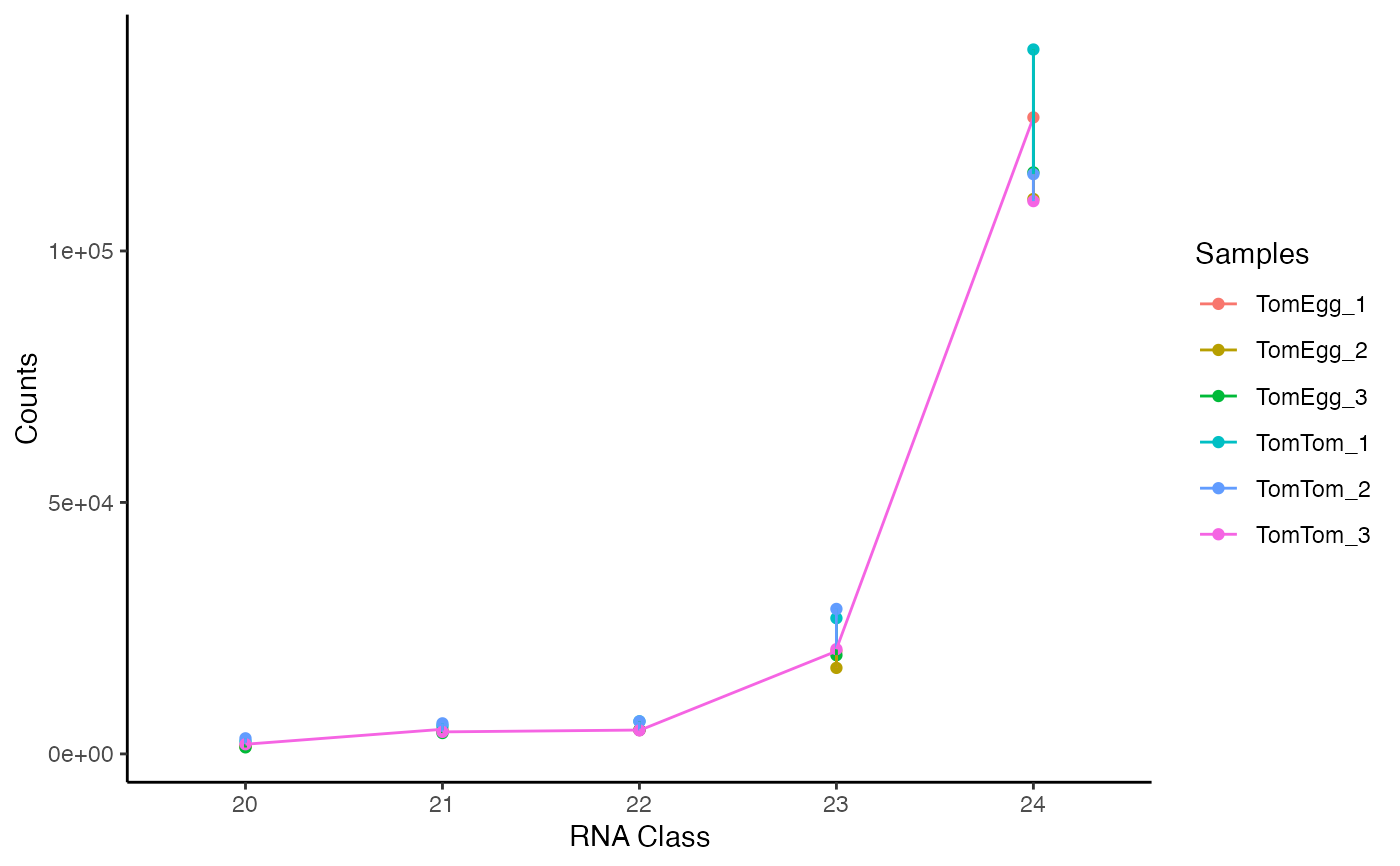 Counts
1e+05
5e+04
0e+00
20
21
22
23
24
RNA Class
Samples
TomEgg_1
TomEgg_2
TomEgg_3
TomTom_1
TomTom_2
TomTom_3